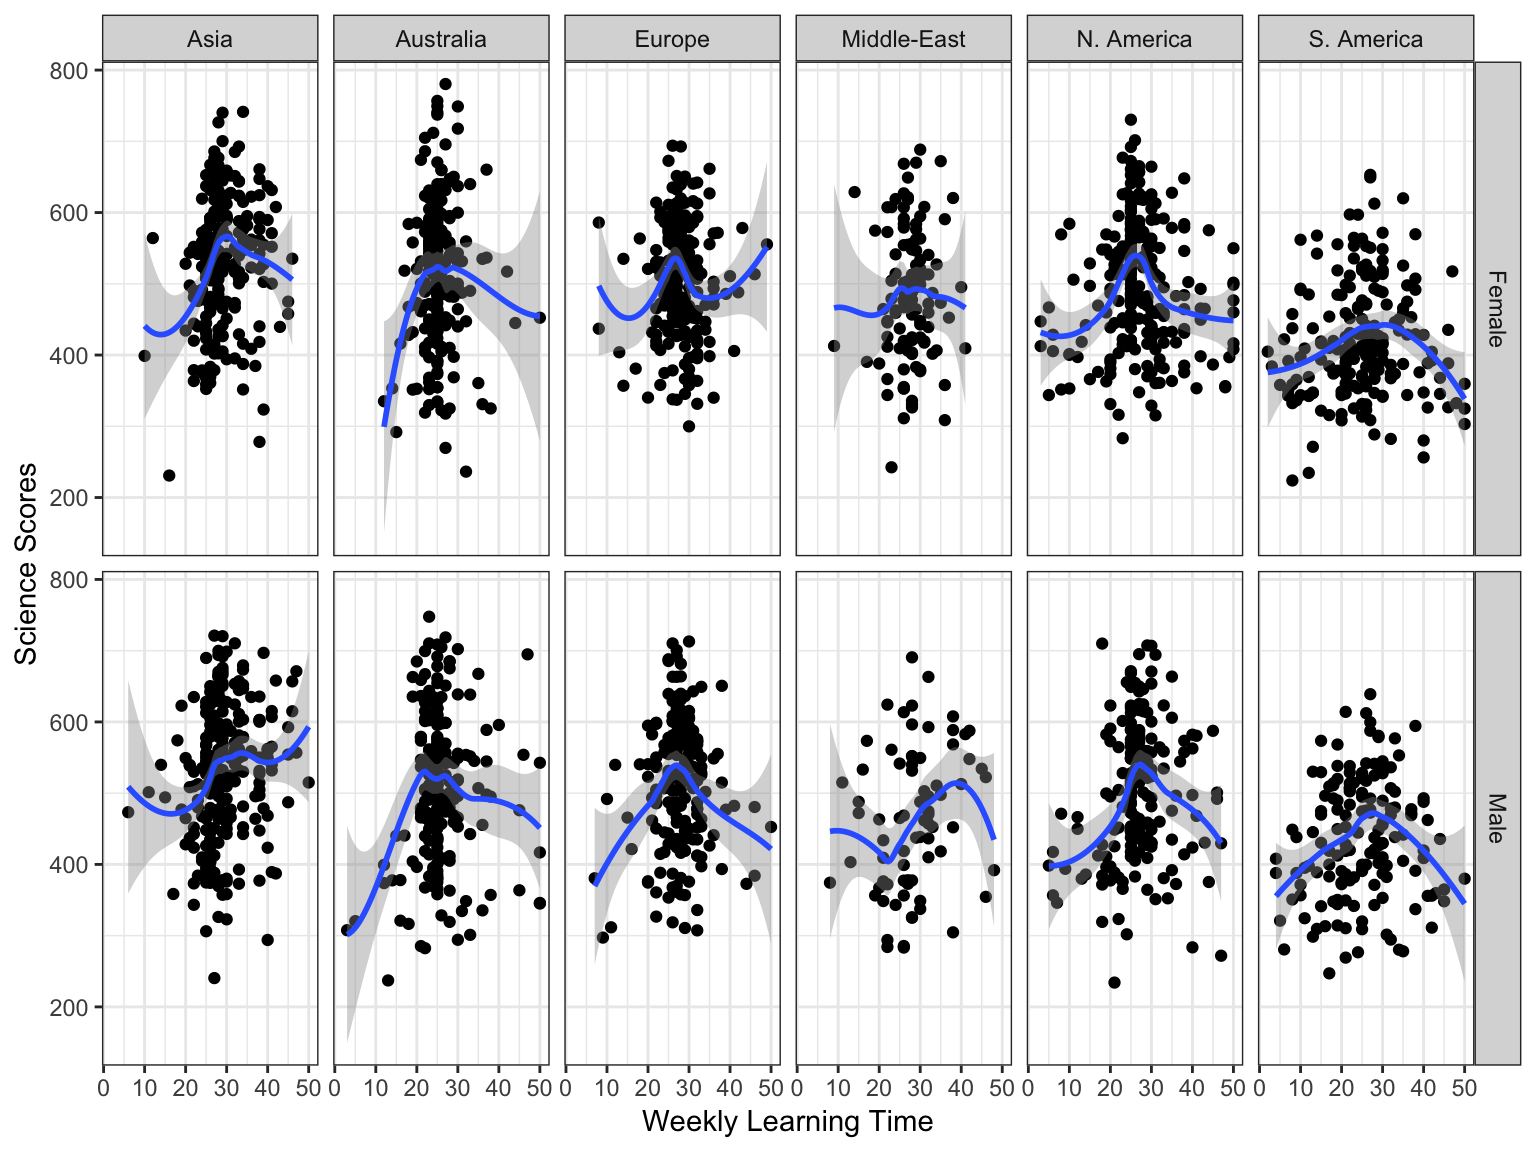 Asia Australia Europe Middle-East N. America S. America
800
600
400
200
Female
Science Scores
800
600
400
200
Male
0 10 20 30 40 50 0 10 20 30 40 50 0 10 20 30 40 50 0 10 20 30 40 50 0 10 20 30 40 50 0 10 20 30 40 50
Weekly Learning Time